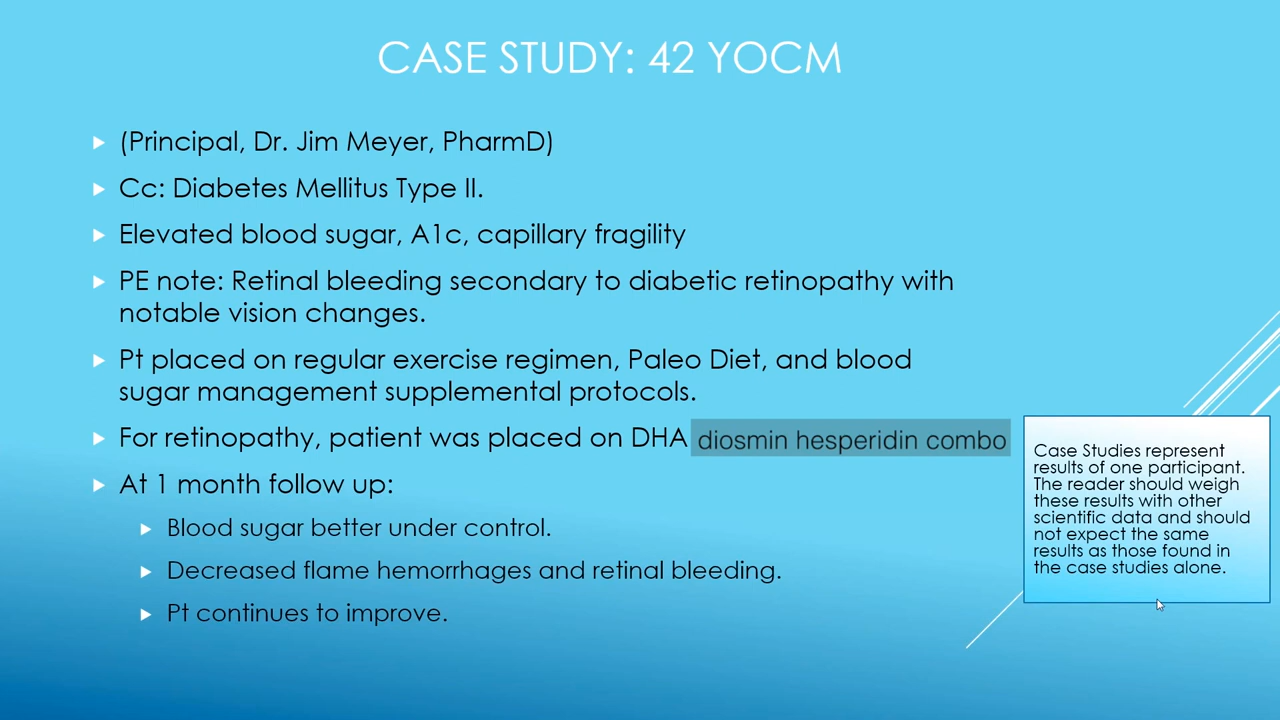 CASE STUDY: 42 YOCM
(Principal, Dr. Jim Meyer, PharmD)
Cc: Diabetes Mellitus Type II.
Elevated blood sugar, A1c, capillary fragility
PE note: Retinal bleeding secondary to diabetic retinopathy with
notable vision changes.
Pt placed on regular exercise regimen, Paleo Diet, and blood
sugar management supplemental protocols.
For retinopathy, patient was placed on DHA diosmin hesperidin combo
At 1 month follow up:
Blood sugar better under control.
Decreased flame hemorrhages and retinal bleeding.
Pt continues to improve.
Case Studies represent
results of one participant.
The reader should weigh
these results with other
scientific data and should
not expect the same
results as those found in
the case studies alone.